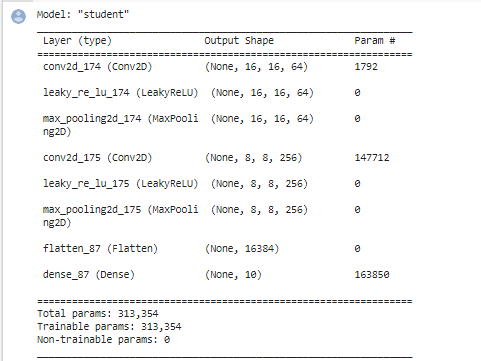 Model: "student"
Layer (type) Output Shape Param #
conv2d_174 (Conv2D) (None, 16, 16, 64) 1792
leaky_re_lu_174 (LeakyReLU) (None, 16, 16, 64) 0
max_pooling2d_174 (MaxPooli (None, 16, 16, 64) 0
ng2D)
conv2d_175 (Conv2D) (None, 8, 8, 256) 147712
leaky_re_lu_175 (LeakyReLU) (None, 8, 8, 256) 0
max_pooling2d_175 (MaxPooli (None, 8, 8, 256) 0
ng2D)
flatten_87 (Flatten) (None, 16384) 0
dense_87 (Dense) (None, 10) 163850
Total params: 313,354
Trainable params: 313,354
Non-trainable params: 0